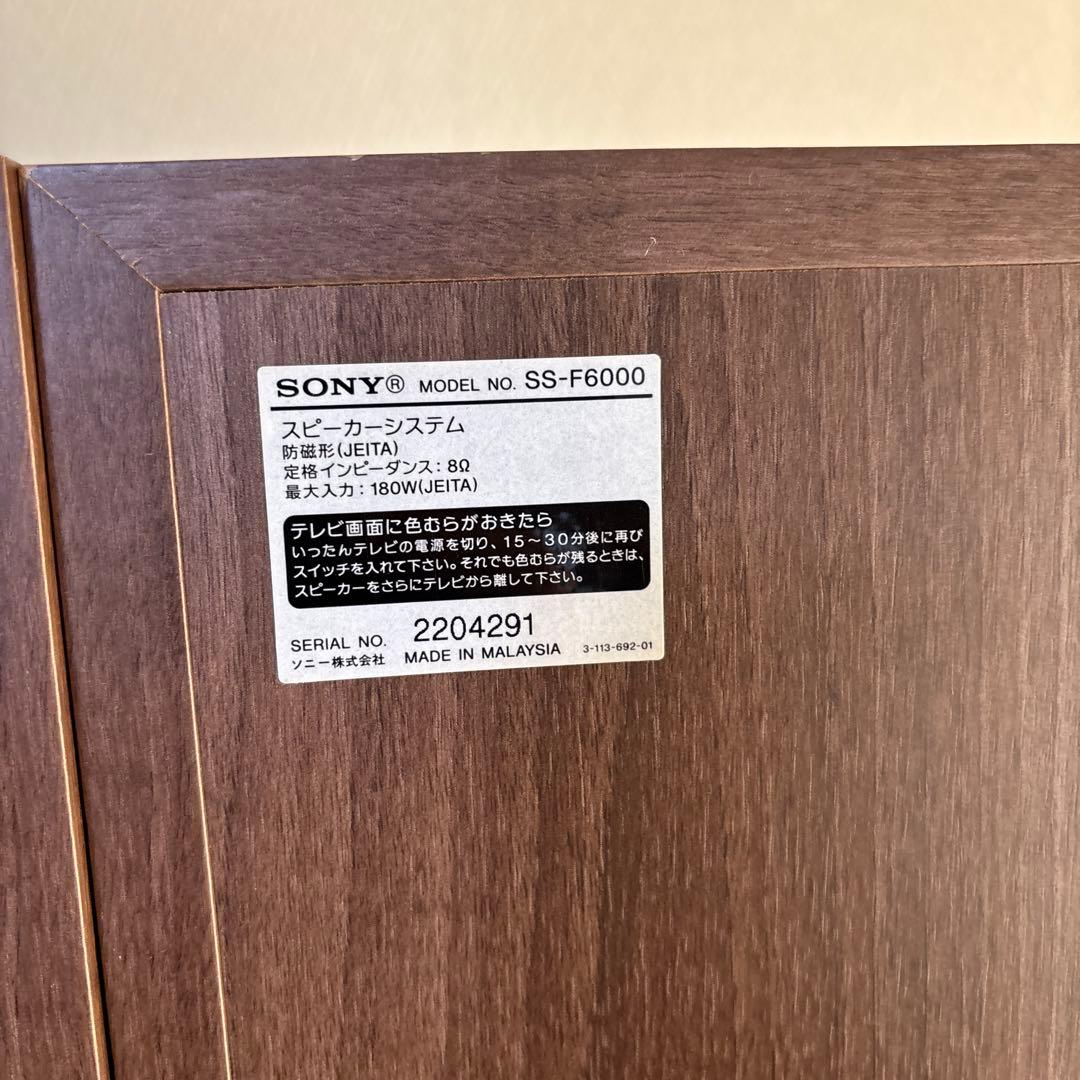 SONY® MODEL NO. SS-F6000
スピーカーシステム
防磁形(JEITA)
定格インピーダンス:8Ω
最大入力:180W(JEITA)
テレビ画面に色むらがおきたら
いったんテレビの電源を切り、15～30分後に再び
スイッチを入れて下さい。それでも色むらが残るときは、
スピーカーをさらにテレビから離して下さい。
SERIAL NO. 2204291
ソニー株式会社 MADE IN MALAYSIA 3-113-692-01